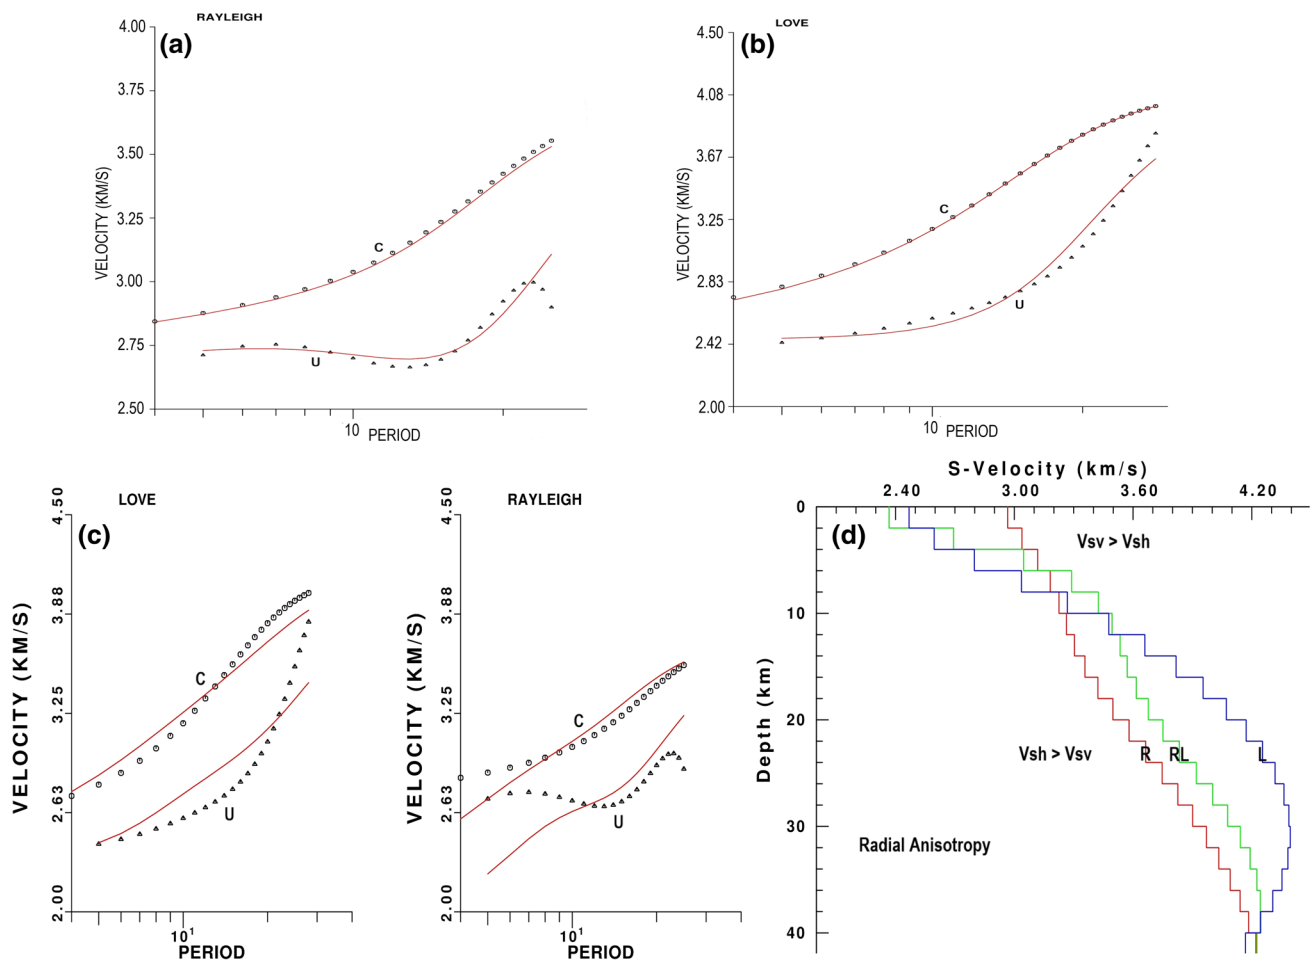 RAYLEIGH
(a)
4.00
3.75
3.50
3.25
3.00
2.75
2.50
VELOCITY (KM/S)
C
U
10
PERIOD
LOVE
(b)
4.50
4.08
3.67
3.25
2.83
2.42
2.00
VELOCITY (KM/S)
C
U
10
PERIOD
LOVE
(c)
4.50
3.88
3.25
2.63
2.00
VELOCITY (KM/S)
C
U
10¹
PERIOD
RAYLEIGH
4.50
3.88
3.25
2.63
2.00
VELOCITY (KM/S)
C
U
10¹
PERIOD
S-Velocity (km/s)
2.40 3.00 3.60 4.20
(d)
0
10
20
30
40
Depth (km)
Vsv > Vsh
Vsh > Vsv
R RL L
Radial Anisotropy